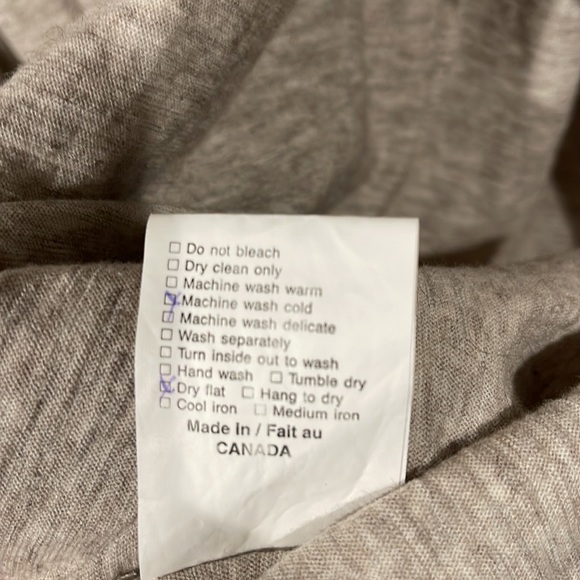 ☐ Do not bleach
☐ Dry clean only
☐ Machine wash warm
☒ Machine wash cold
☐ Machine wash delicate
☐ Wash separately
☐ Turn inside out to wash
☐ Hand wash ☐ Tumble dry
☒ Dry flat ☐ Hang to dry
☐ Cool iron ☐ Medium iron
Made In / Fait au
CANADA